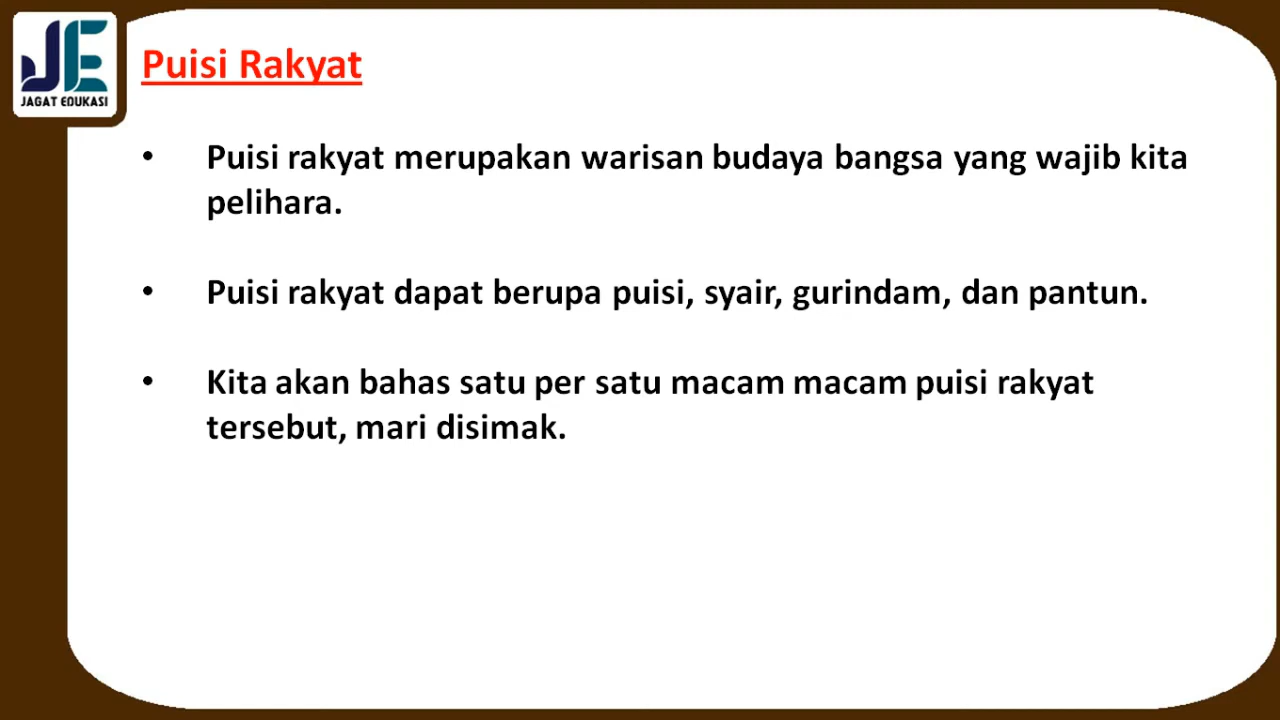 JE
JAGAT EDUKASI
Puisi Rakyat
• Puisi rakyat merupakan warisan budaya bangsa yang wajib kita
pelihara.
• Puisi rakyat dapat berupa puisi, syair, gurindam, dan pantun.
• Kita akan bahas satu per satu macam macam puisi rakyat
tersebut, mari disimak.